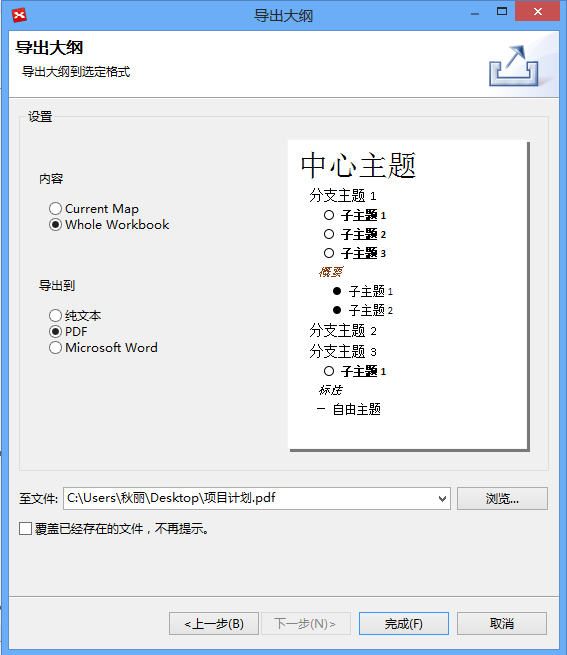 导出大纲
导出大纲
导出大纲到选定格式
设置
内容
Current Map
Whole Workbook
导出到
纯文本
PDF
Microsoft Word
中心主题
分支主题 1
子主题 1
子主题 2
子主题 3
概要
子主题 1
子主题 2
分支主题 2
分支主题 3
子主题 1
标注
自由主题
至文件: C:\Users\秋丽\Desktop\项目计划.pdf 浏览...
覆盖已经存在的文件，不再提示。
<上一步(B) 下一步(N)> 完成(F) 取消